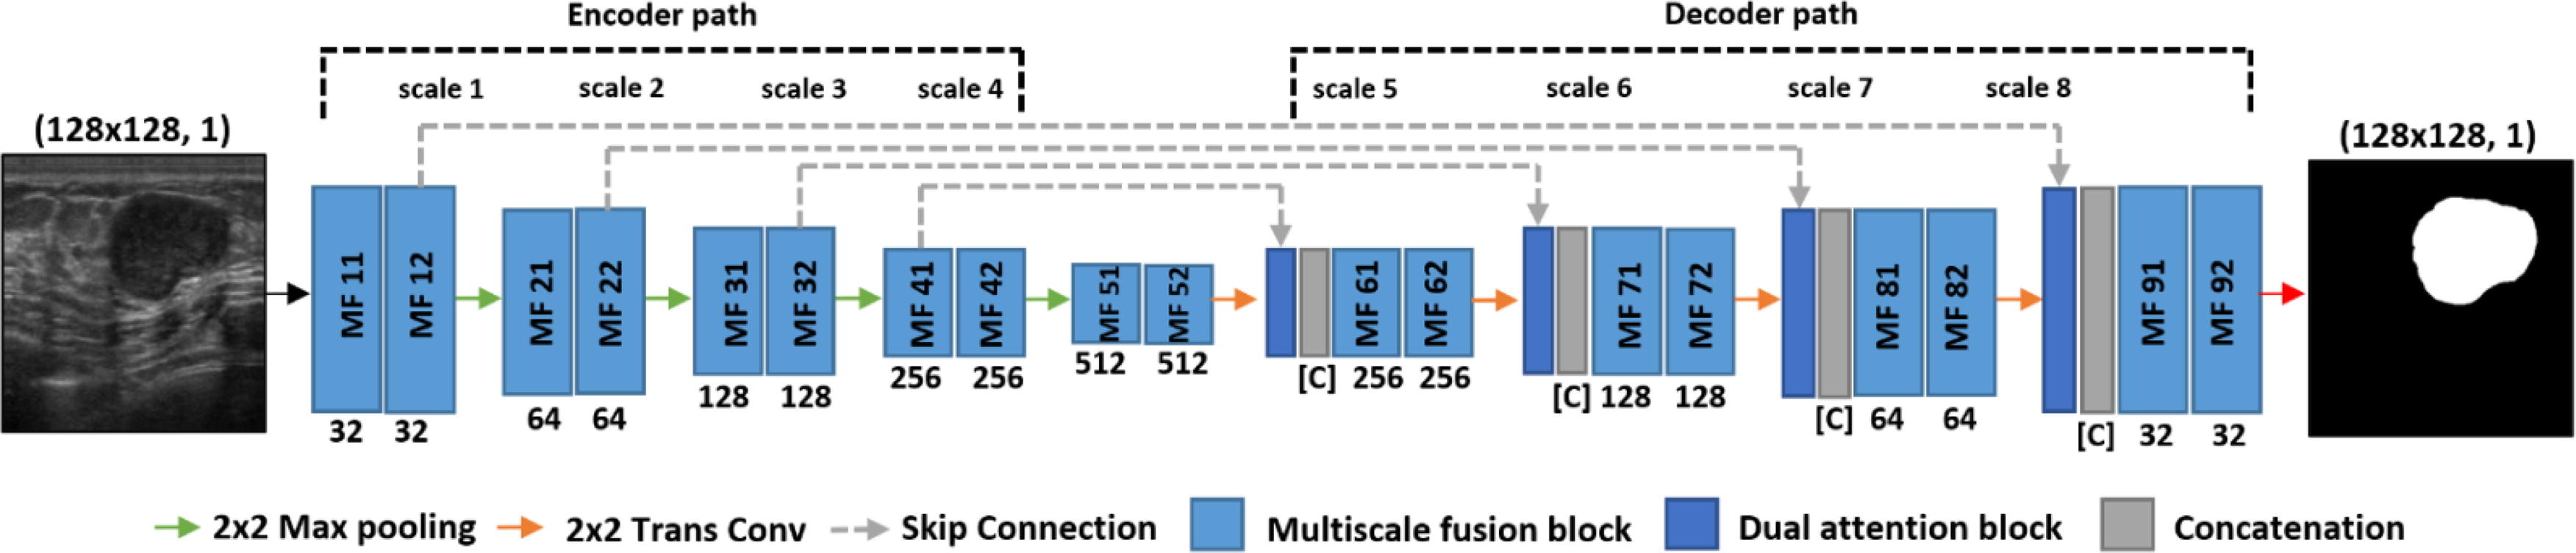 Encoder path
Decoder path
scale 1
scale 2
scale 3
scale 4
scale 5
scale 6
scale 7
scale 8
(128x128, 1)
(128x128, 1)
MF 11
MF 12
MF 21
MF 22
MF 31
MF 32
MF 41
MF 42
MF 51
MF 52
MF 61
MF 62
MF 71
MF 72
MF 81
MF 82
MF 91
MF 92
32
32
64
64
128
128
256
256
512
512
[C] 256 256
[C] 128 128
[C] 64 64
[C] 32 32
2x2 Max pooling
2x2 Trans Conv
Skip Connection
Multiscale fusion block
Dual attention block
Concatenation